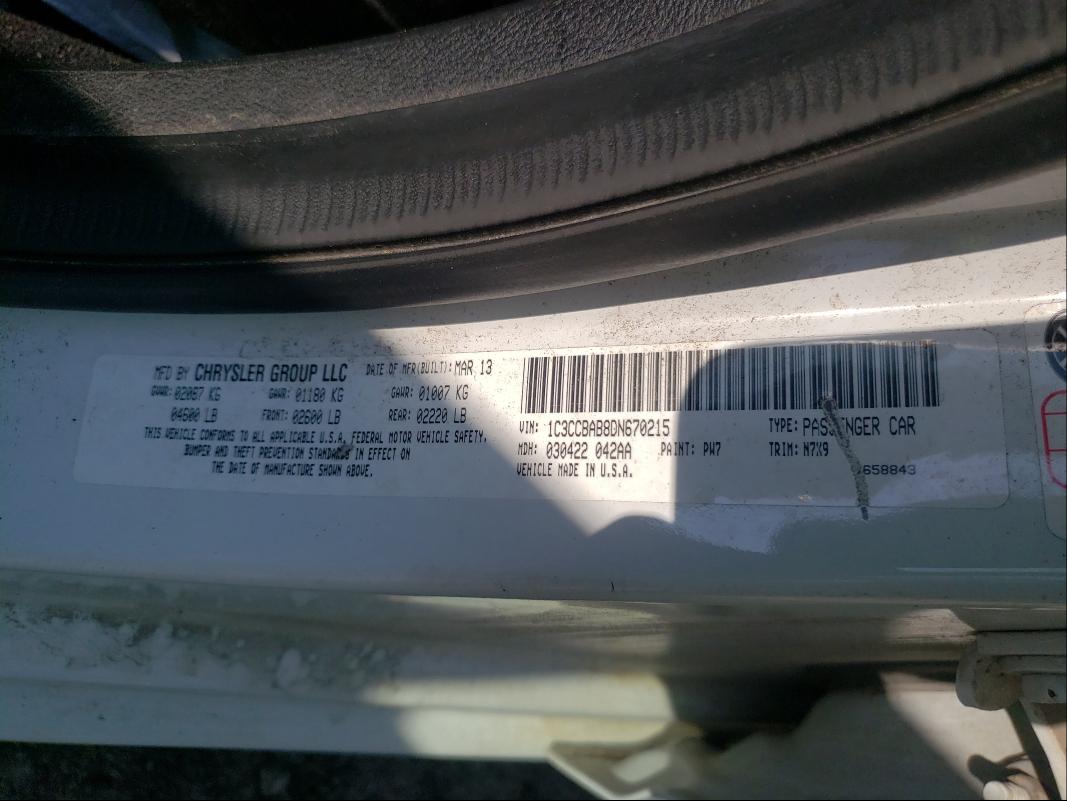 MFD BY CHRYSLER GROUP LLC DATE OF MFR(BUILT): MAR 13
GAWR: 02087 KG GAWR: 01180 KG GAWR: 01007 KG
04600 LB FRONT: 02600 LB REAR: 02220 LB
THIS VEHICLE CONFORMS TO ALL APPLICABLE U.S.A. FEDERAL MOTOR VEHICLE SAFETY,
BUMPER AND THEFT PREVENTION STANDARDS IN EFFECT ON
THE DATE OF MANUFACTURE SHOWN ABOVE.
VIN: 1C3CCBAB8DN670215 TYPE: PASSENGER CAR
MDH: 030422 042AA PAINT: PW7 TRIM: N7X9
VEHICLE MADE IN U.S.A.
658843